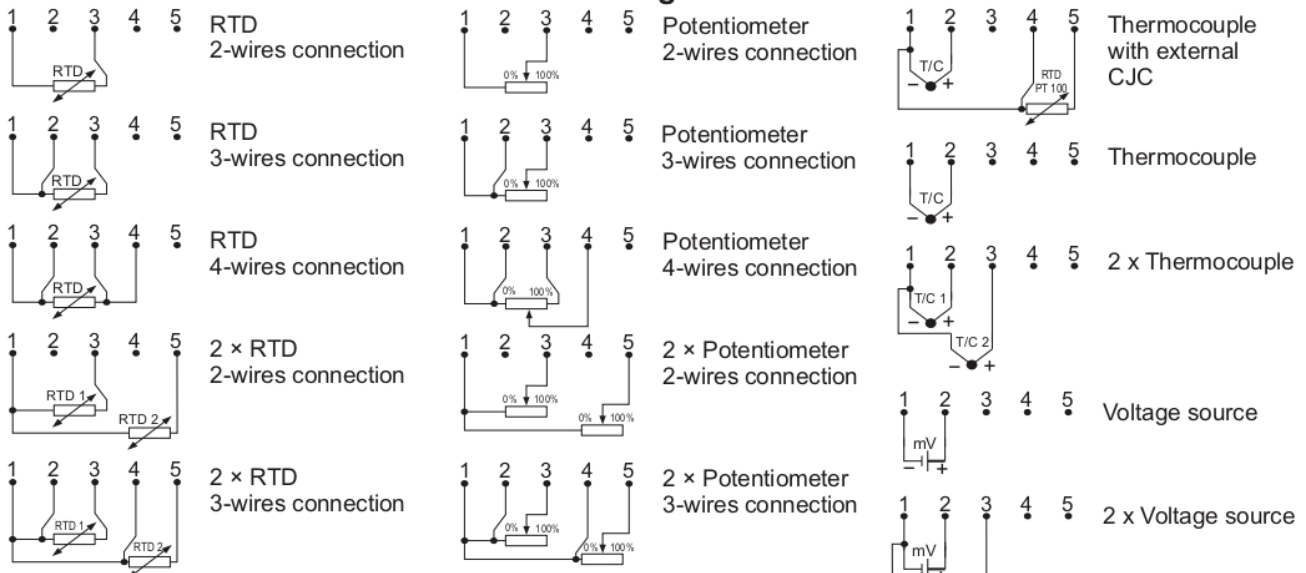 1 2 3 4 5
RTD
2-wires connection
RTD
1 2 3 4 5
RTD
3-wires connection
RTD
1 2 3 4 5
RTD
4-wires connection
RTD
1 2 3 4 5
2 × RTD
2-wires connection
RTD 1
RTD 2
1 2 3 4 5
2 × RTD
3-wires connection
RTD 1
RTD 2
1 2 3 4 5
Potentiometer
2-wires connection
0% 100%
1 2 3 4 5
Potentiometer
3-wires connection
0% 100%
1 2 3 4 5
Potentiometer
4-wires connection
0% 100%
1 2 3 4 5
2 × Potentiometer
2-wires connection
0% 100%
0% 100%
1 2 3 4 5
2 × Potentiometer
3-wires connection
0% 100%
0% 100%
1 2 3 4 5
Thermocouple
with external
CJC
T/C
– +
RTD
PT 100
1 2 3 4 5
Thermocouple
T/C
– +
1 2 3 4 5
2 x Thermocouple
T/C 1
– +
T/C 2
– +
1 2 3 4 5
Voltage source
mV
– +
1 2 3 4 5
2 x Voltage source
mV